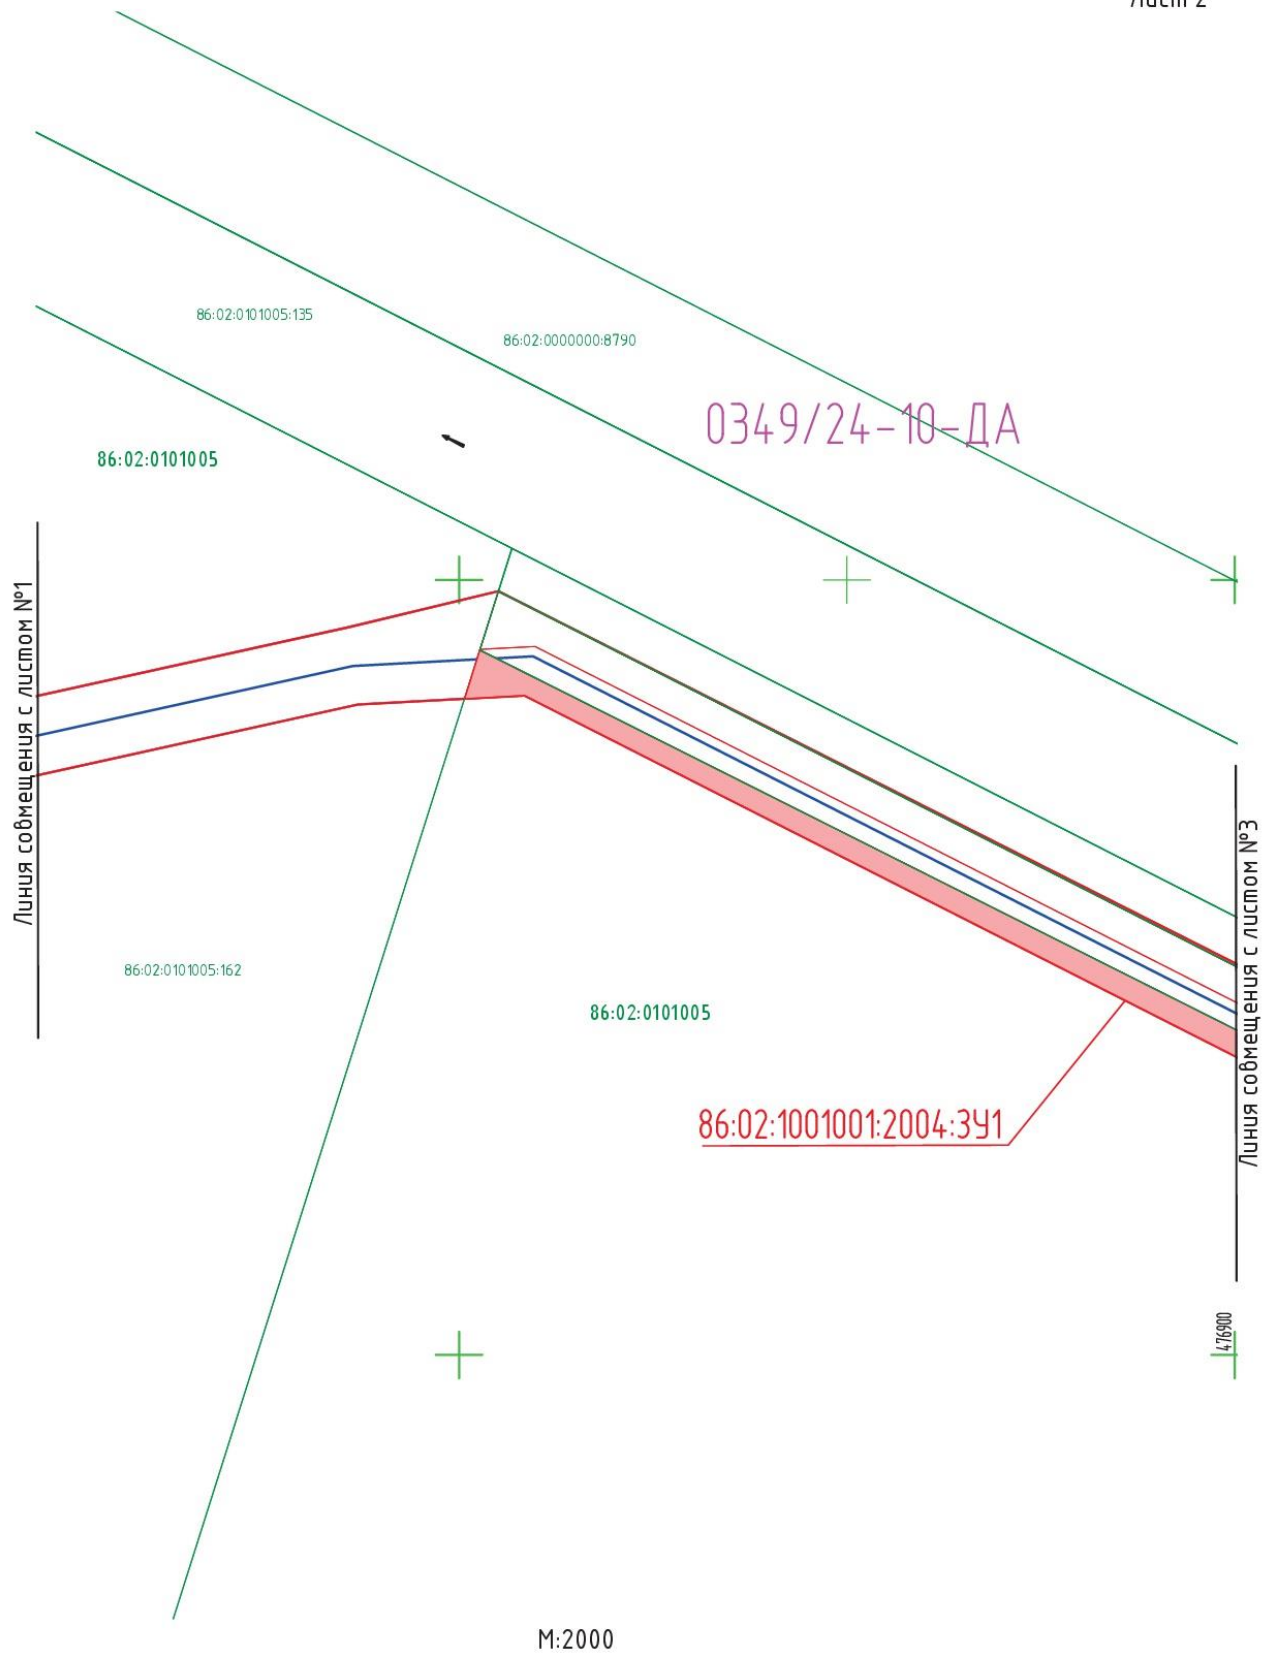 Лист 2
86:02:0101005:135
86:02:0000000:8790
0349/24-10-ДА
86:02:0101005
Линия совмещения с листом №1
Линия совмещения с листом №3
86:02:0101005:162
86:02:0101005
86:02:1001001:2004:ЗУ1
476900
М:2000